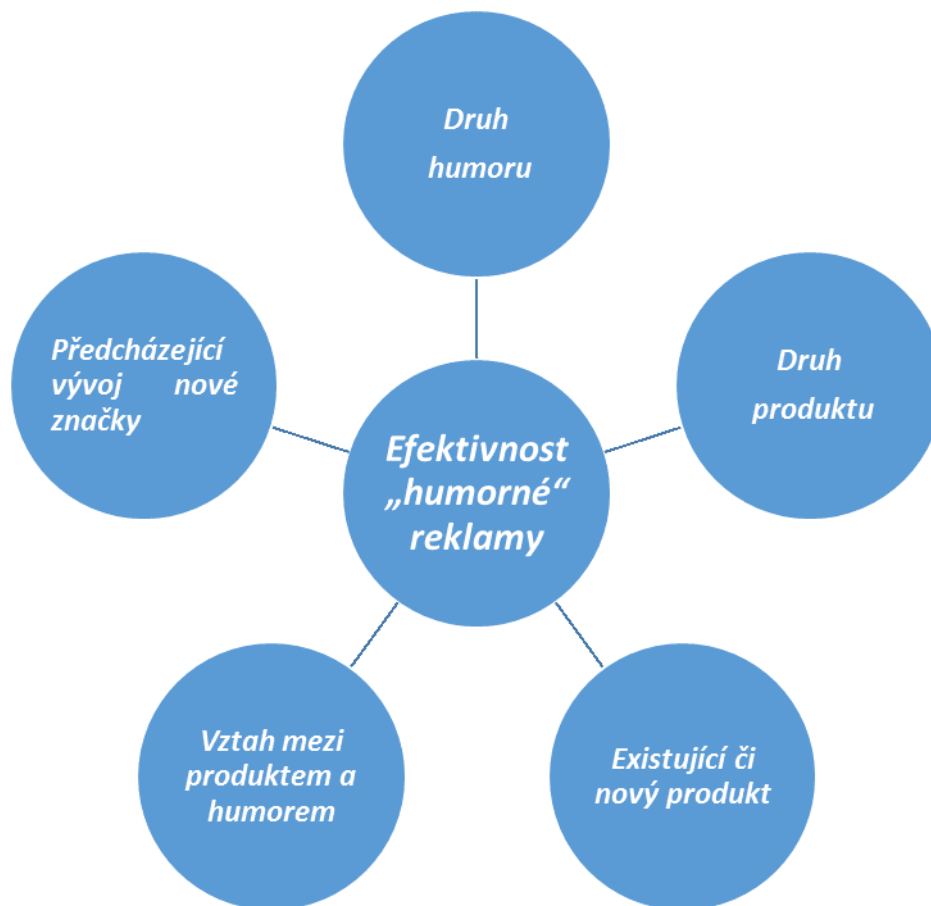 Druh
humoru
Předcházející
vývoj nové
značky
Druh
produktu
Efektivnost
„humorné“
reklamy
Vztah mezi
produktem a
humorem
Existující či
nový produkt